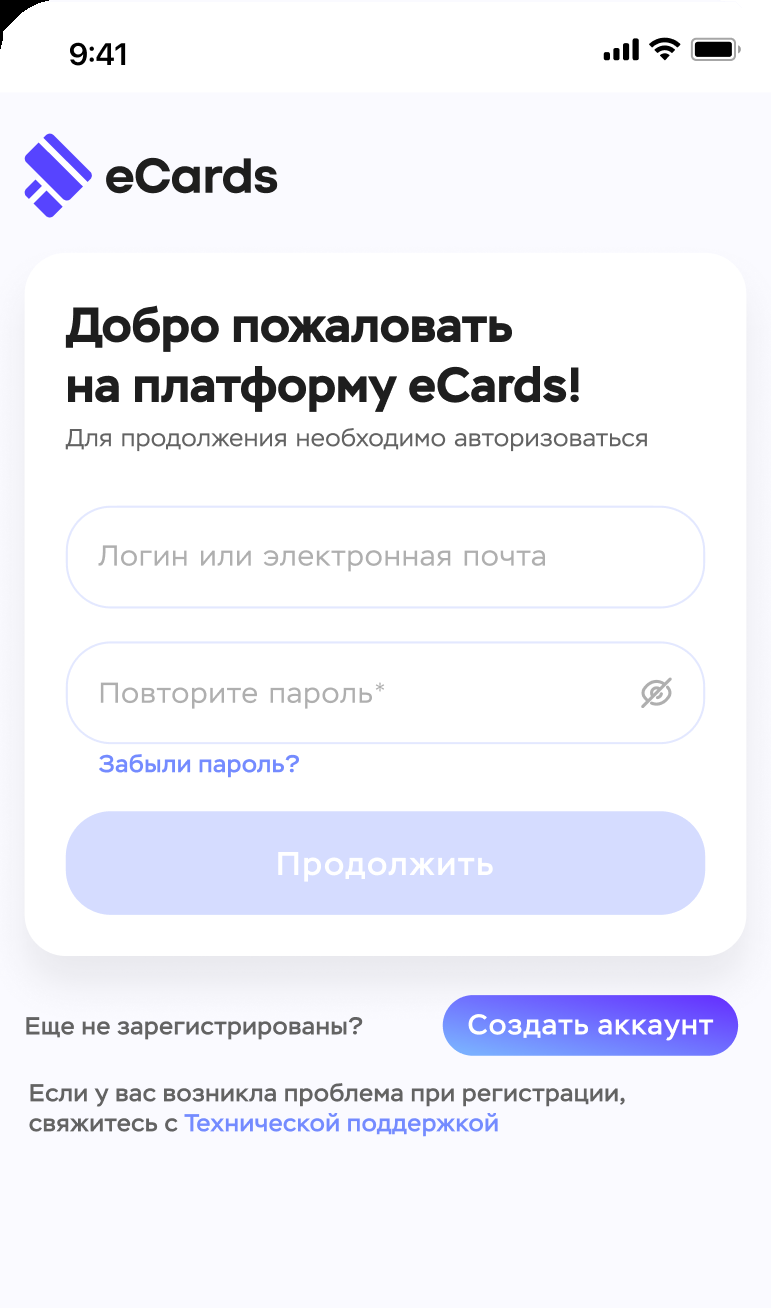 9:41
eCards
Добро пожаловать
на платформу eCards!
Для продолжения необходимо авторизоваться
Логин или электронная почта
Повторите пароль*
Забыли пароль?
Продолжить
Еще не зарегистрированы?
Создать аккаунт
Если у вас возникла проблема при регистрации,
свяжитесь с Технической поддержкой